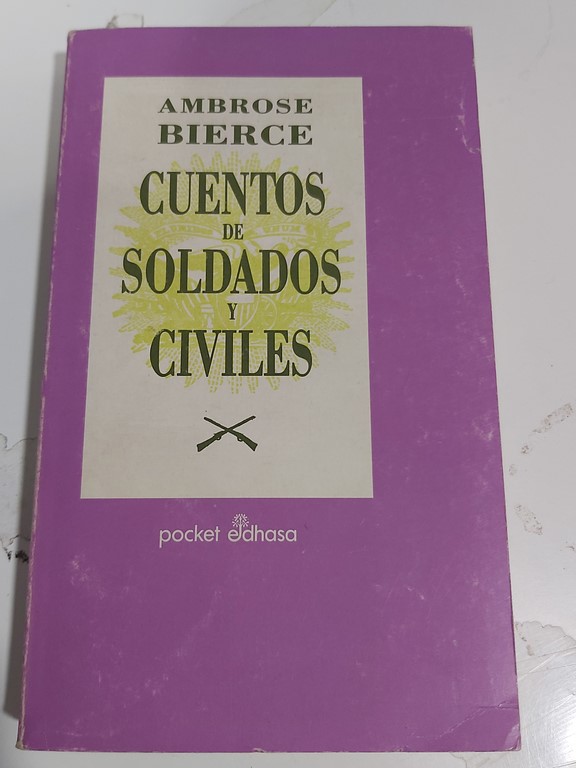 AMBROSE
BIERCE
CUENTOS
DE
SOLDADOS
Y
CIVILES
pocket edhasa